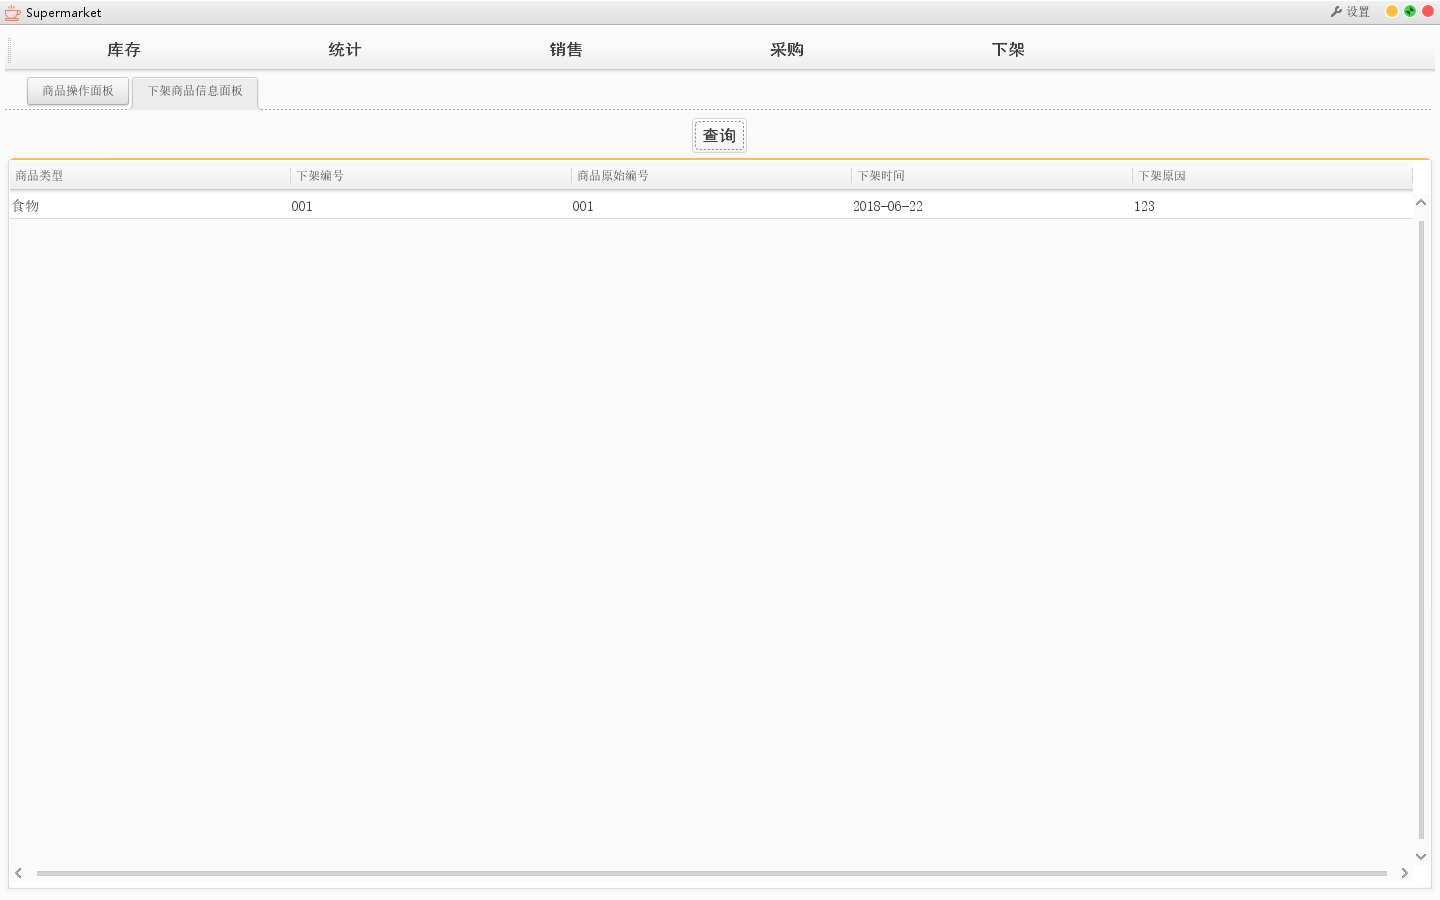 Supermarket 设置
库存 统计 销售 采购 下架
商品操作面板 下架商品信息面板
查询
商品类型 下架编号 商品原始编号 下架时间 下架原因
食物 001 001 2018-06-22 123